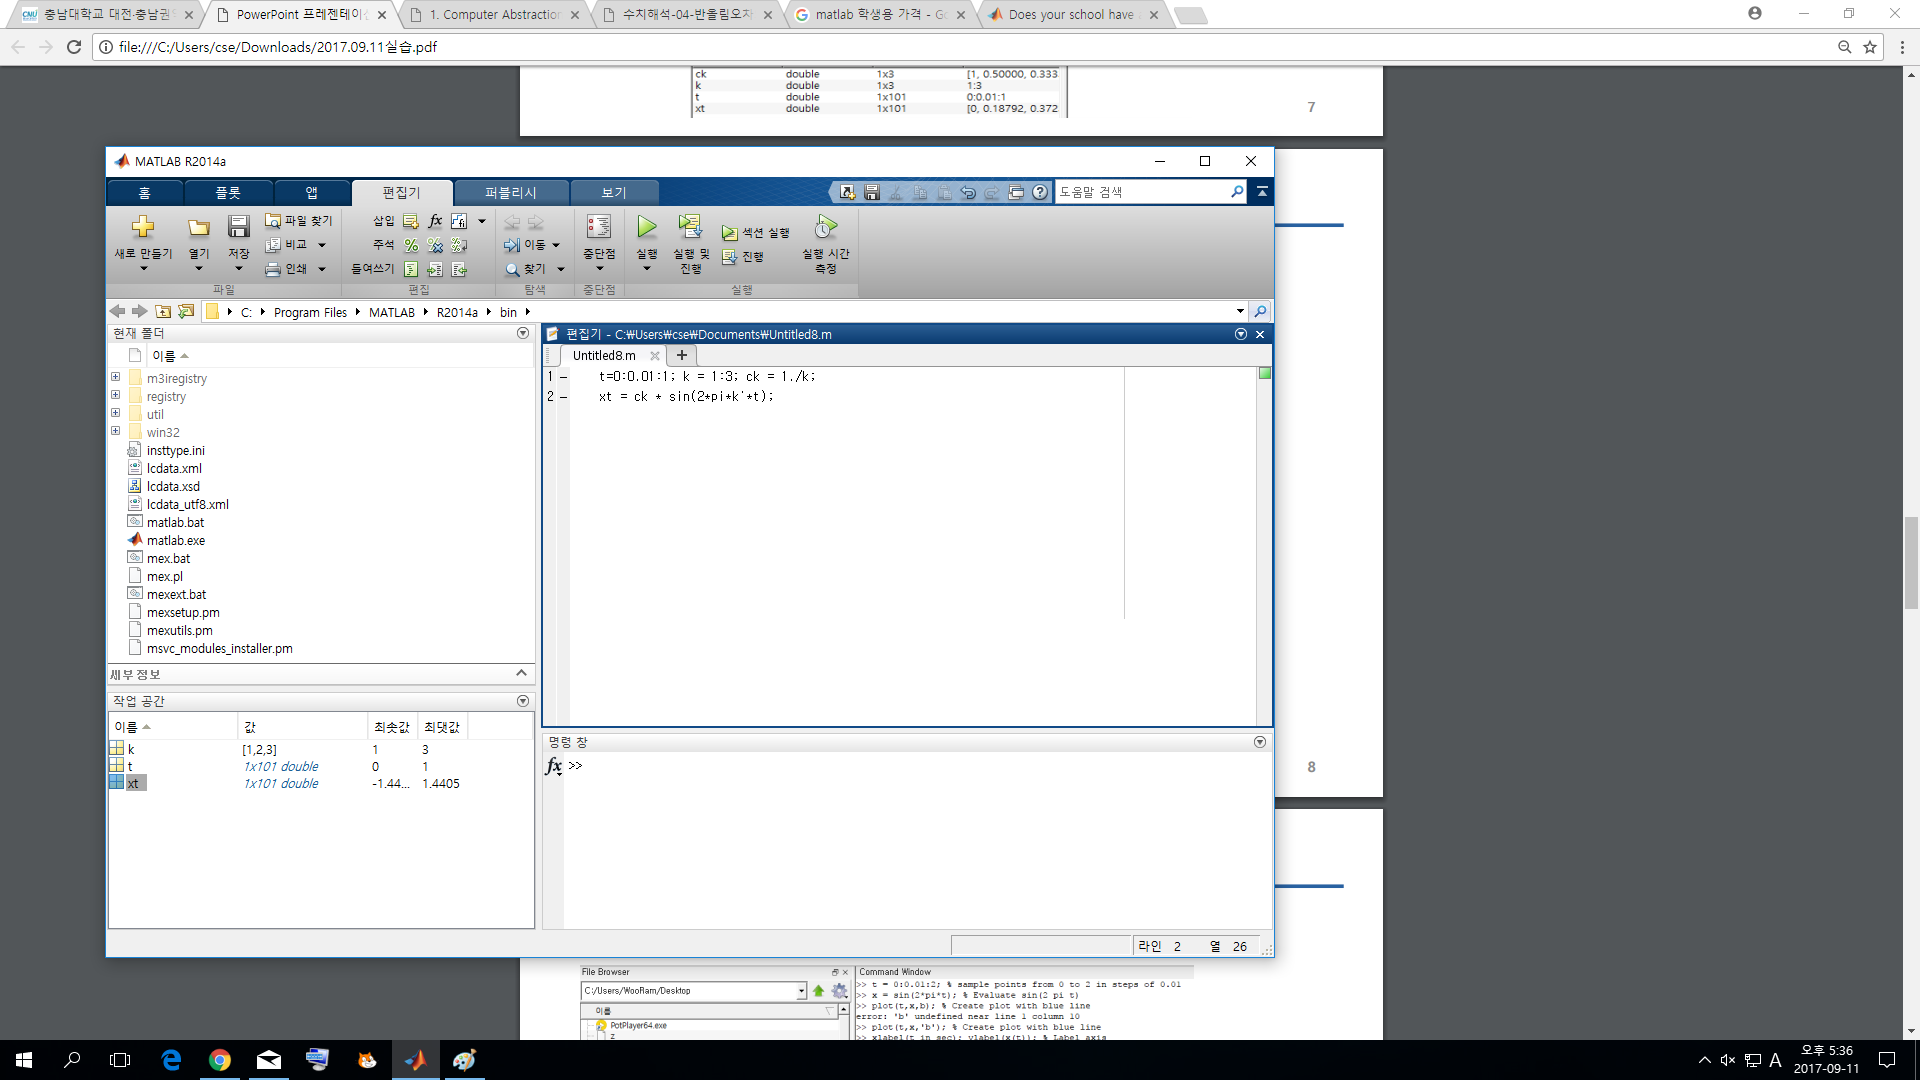 충남대학교 대전·충남권
PowerPoint 프레젠테이션
1. Computer Abstraction
수치해석-04-반올림오차
matlab 학생용 가격 - Go
Does your school have
file:///C:/Users/cse/Downloads/2017.09.11실습.pdf
ck double 1x3 [1, 0.50000, 0.333
k double 1x3 1:3
t double 1x101 0:0.01:1
xt double 1x101 [0, 0.18792, 0.372
7
MATLAB R2014a
홈 플롯 앱 편집기 퍼블리시 보기
도움말 검색
새로 만들기 열기 저장 파일 찾기 비교 인쇄
파일
삽입 fx
주석
들여쓰기
편집
이동
찾기
탐색
중단점
중단점
실행 실행 및 진행 섹션 실행 진행 실행 시간 측정
실행
C: Program Files MATLAB R2014a bin
현재 폴더
이름
m3iregistry
registry
util
win32
insttype.ini
lcdata.xml
lcdata.xsd
lcdata_utf8.xml
matlab.bat
matlab.exe
mex.bat
mex.pl
mexext.bat
mexsetup.pm
mexutils.pm
msvc_modules_installer.pm
세부 정보
작업 공간
이름 값 최솟값 최댓값
k [1,2,3] 1 3
t 1x101 double 0 1
xt 1x101 double -1.44... 1.4405
편집기 - C:₩Users₩cse₩Documents₩Untitled8.m
Untitled8.m
1 – t=0:0.01:1; k = 1:3; ck = 1./k;
2 – xt = ck * sin(2*pi*k'*t);
명령 창
fx >>
라인 2 열 26
8
File Browser
C:/Users/WooRam/Desktop
이름
PotPlayer64.exe
Z
Command Window
>> t = 0:0.01:2; % sample points from 0 to 2 in steps of 0.01
>> x = sin(2*pi*t); % Evaluate sin(2 pi t)
>> plot(t,x,b); % Create plot with blue line
error: 'b' undefined near line 1 column 10
>> plot(t,x,'b'); % Create plot with blue line
>> xlabel(t in sec); ylabel(x(t)); % Label axis
A
오후 5:36
2017-09-11